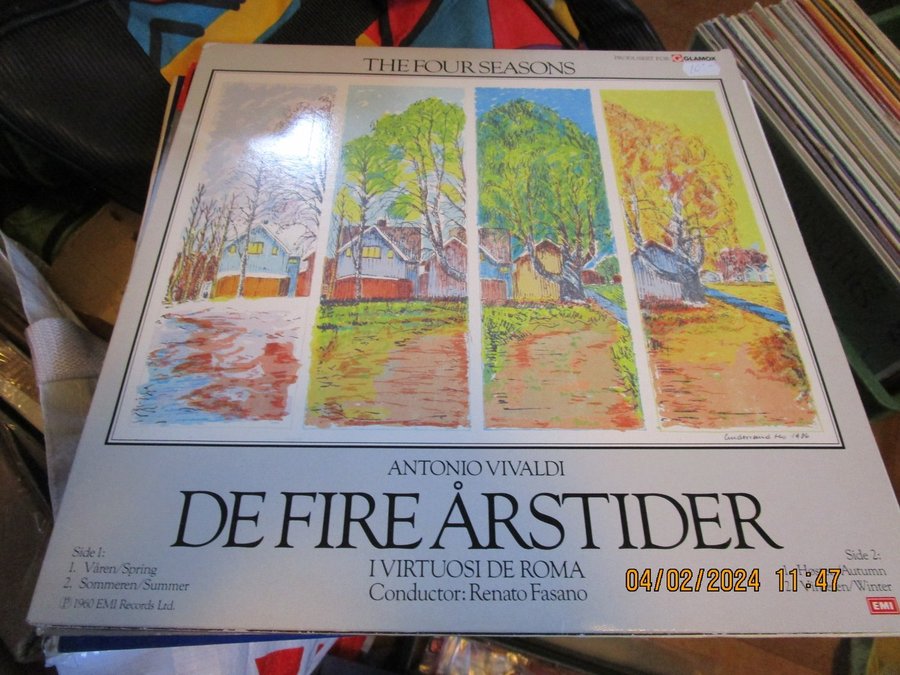 THE FOUR SEASONS
PRODUSERT FOR GLAMOX
10,-
1986
ANTONIO VIVALDI
DE FIRE ÅRSTIDER
I VIRTUOSI DE ROMA
Conductor: Renato Fasano
Side 1:
1. Våren/Spring
2. Sommeren/Summer
℗ 1960 EMI Records Ltd.
Side 2:
Autumn
/Winter
EMI
04/02/2024 11:47